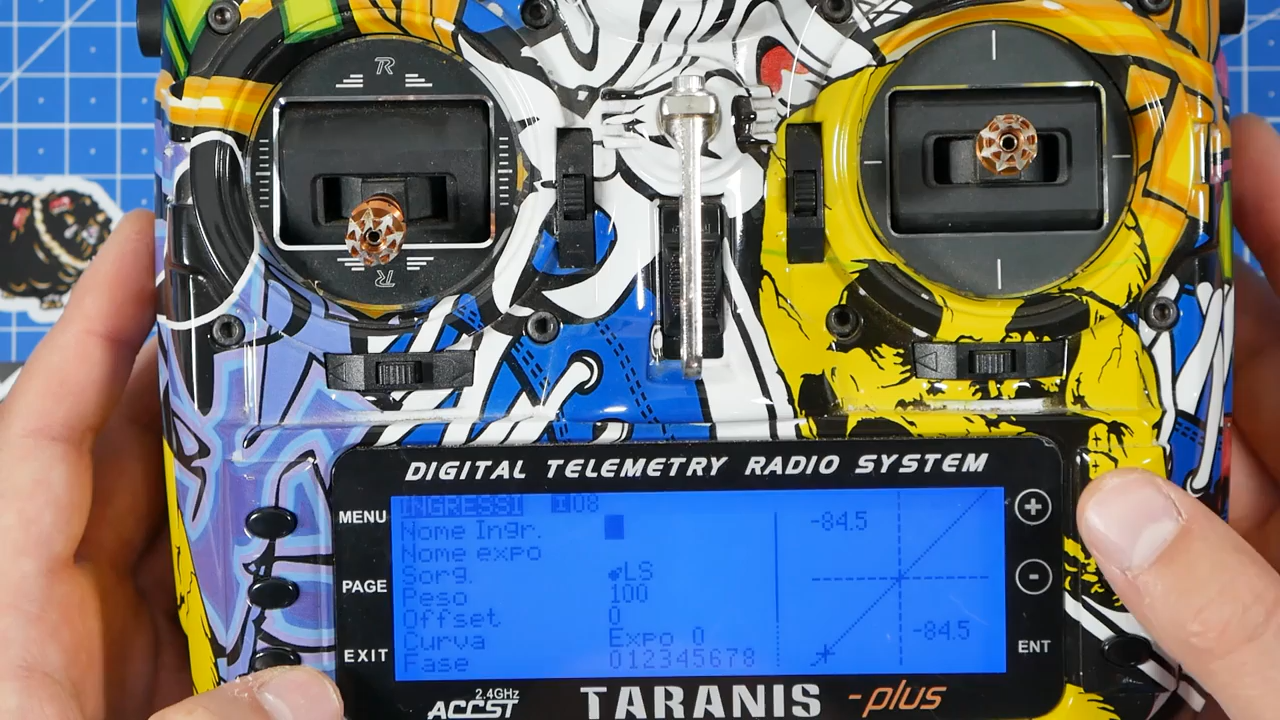 DIGITAL TELEMETRY RADIO SYSTEM
MENU
PAGE
EXIT
INGRESSI I08
Nome Ingr.
Nome expo
Sorg. LS
Peso 100
Offset 0
Curva Expo 0
Fase 012345678
-84.5
-84.5
+
-
ENT
2.4GHz
ACCST
TARANIS -plus